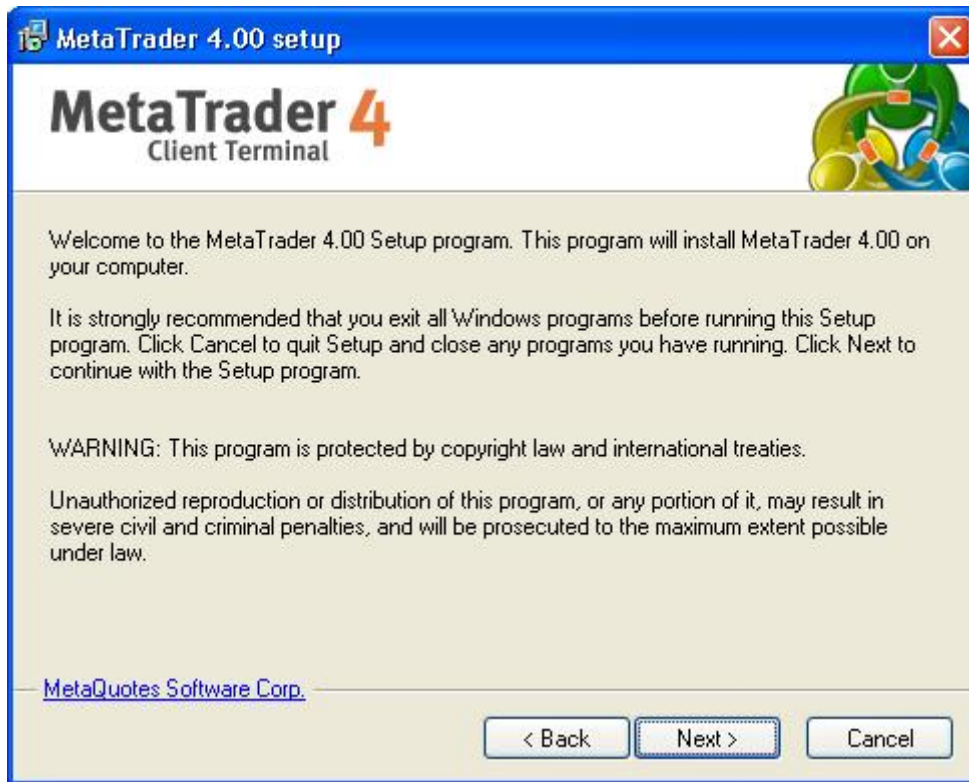 MetaTrader 4.00 setup
MetaTrader 4
Client Terminal
Welcome to the MetaTrader 4.00 Setup program. This program will install MetaTrader 4.00 on
your computer.
It is strongly recommended that you exit all Windows programs before running this Setup
program. Click Cancel to quit Setup and close any programs you have running. Click Next to
continue with the Setup program.
WARNING: This program is protected by copyright law and international treaties.
Unauthorized reproduction or distribution of this program, or any portion of it, may result in
severe civil and criminal penalties, and will be prosecuted to the maximum extent possible
under law.
MetaQuotes Software Corp.
< Back Next > Cancel